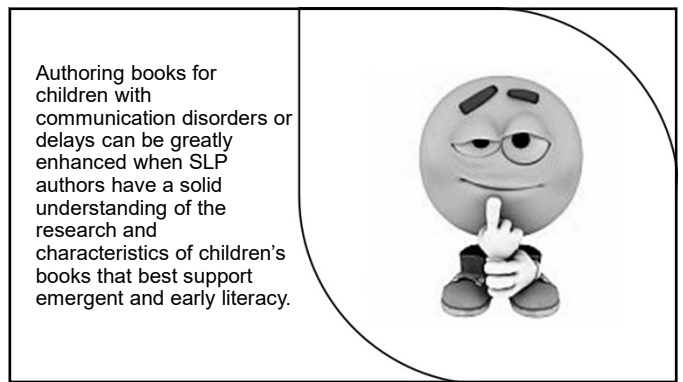 Authoring books for
children with
communication disorders or
delays can be greatly
enhanced when SLP
authors have a solid
understanding of the
research and
characteristics of children’s
books that best support
emergent and early literacy.